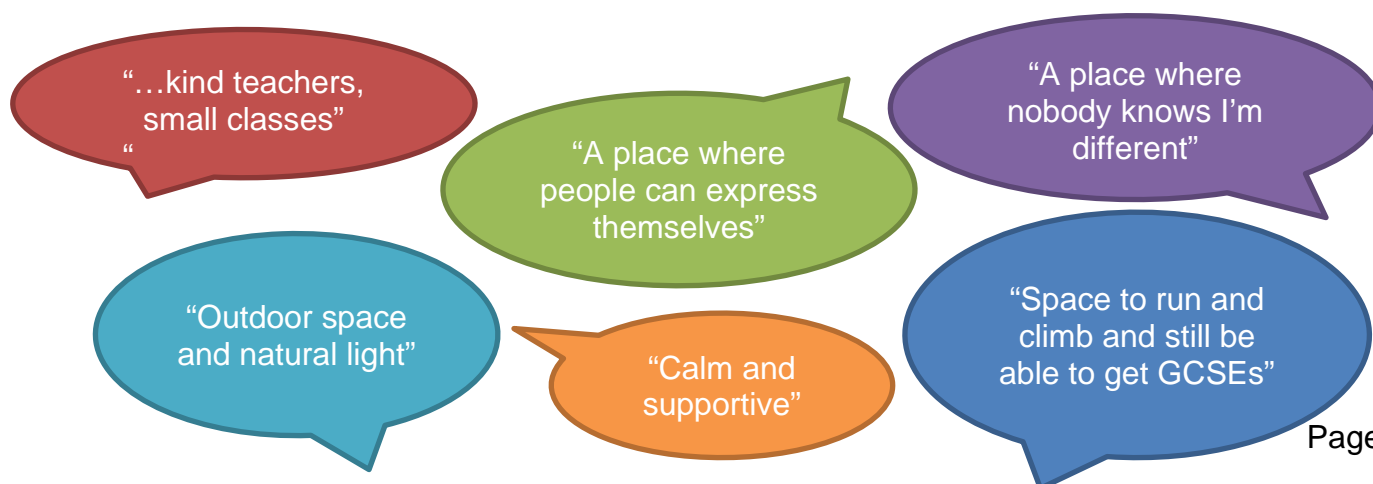 “…kind teachers,
small classes”
“
“A place where
people can express
themselves”
“A place where
nobody knows I’m
different”
“Outdoor space
and natural light”
“Calm and
supportive”
“Space to run and
climb and still be
able to get GCSEs”
Page